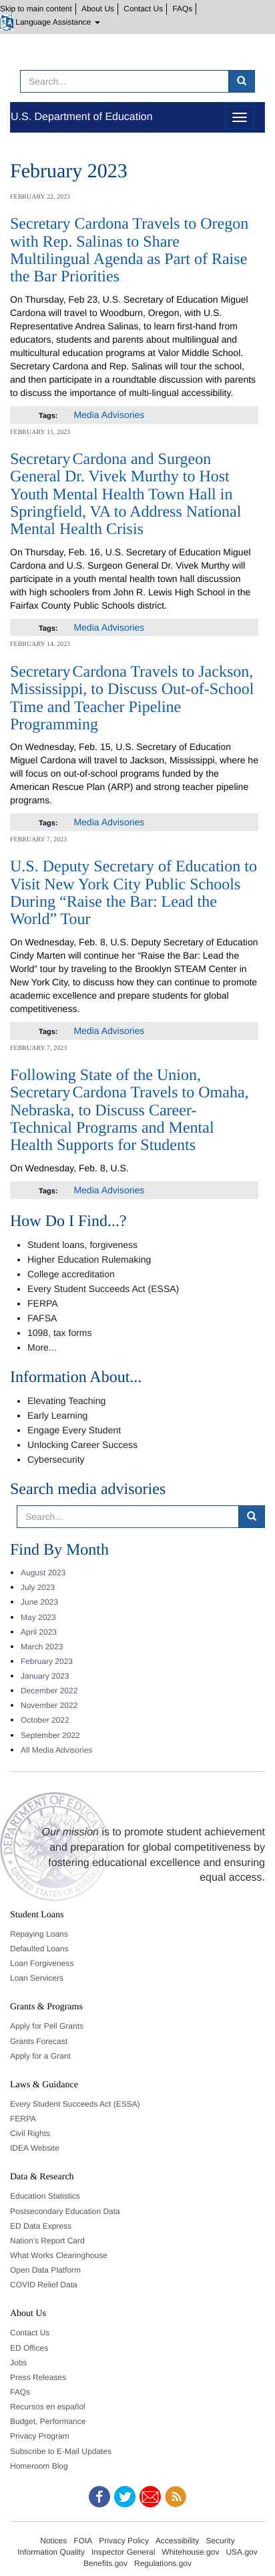 Skip to main content About Us Contact Us FAQs
Language Assistance
Search...
U.S. Department of Education
February 2023
FEBRUARY 22, 2023
Secretary Cardona Travels to Oregon
with Rep. Salinas to Share
Multilingual Agenda as Part of Raise
the Bar Priorities
On Thursday, Feb 23, U.S. Secretary of Education Miguel
Cardona will travel to Woodburn, Oregon, with U.S.
Representative Andrea Salinas, to learn first-hand from
educators, students and parents about multilingual and
multicultural education programs at Valor Middle School.
Secretary Cardona and Rep. Salinas will tour the school,
and then participate in a roundtable discussion with parents
to discuss the importance of multi-lingual accessibility.
Tags: Media Advisories
FEBRUARY 15, 2023
Secretary Cardona and Surgeon
General Dr. Vivek Murthy to Host
Youth Mental Health Town Hall in
Springfield, VA to Address National
Mental Health Crisis
On Thursday, Feb. 16, U.S. Secretary of Education Miguel
Cardona and U.S. Surgeon General Dr. Vivek Murthy will
participate in a youth mental health town hall discussion
with high schoolers from John R. Lewis High School in the
Fairfax County Public Schools district.
Tags: Media Advisories
FEBRUARY 14, 2023
Secretary Cardona Travels to Jackson,
Mississippi, to Discuss Out-of-School
Time and Teacher Pipeline
Programming
On Wednesday, Feb. 15, U.S. Secretary of Education
Miguel Cardona will travel to Jackson, Mississippi, where he
will focus on out-of-school programs funded by the
American Rescue Plan (ARP) and strong teacher pipeline
programs.
Tags: Media Advisories
FEBRUARY 7, 2023
U.S. Deputy Secretary of Education to
Visit New York City Public Schools
During “Raise the Bar: Lead the
World” Tour
On Wednesday, Feb. 8, U.S. Deputy Secretary of Education
Cindy Marten will continue her “Raise the Bar: Lead the
World” tour by traveling to the Brooklyn STEAM Center in
New York City, to discuss how they can continue to promote
academic excellence and prepare students for global
competitiveness.
Tags: Media Advisories
FEBRUARY 7, 2023
Following State of the Union,
Secretary Cardona Travels to Omaha,
Nebraska, to Discuss Career-
Technical Programs and Mental
Health Supports for Students
On Wednesday, Feb. 8, U.S.
Tags: Media Advisories
How Do I Find...?
• Student loans, forgiveness
• Higher Education Rulemaking
• College accreditation
• Every Student Succeeds Act (ESSA)
• FERPA
• FAFSA
• 1098, tax forms
• More...
Information About...
• Elevating Teaching
• Early Learning
• Engage Every Student
• Unlocking Career Success
• Cybersecurity
Search media advisories
Search...
Find By Month
• August 2023
• July 2023
• June 2023
• May 2023
• April 2023
• March 2023
• February 2023
• January 2023
• December 2022
• November 2022
• October 2022
• September 2022
• All Media Advisories
Our mission is to promote student achievement
and preparation for global competitiveness by
fostering educational excellence and ensuring
equal access.
Student Loans
Repaying Loans
Defaulted Loans
Loan Forgiveness
Loan Servicers
Grants & Programs
Apply for Pell Grants
Grants Forecast
Apply for a Grant
Laws & Guidance
Every Student Succeeds Act (ESSA)
FERPA
Civil Rights
IDEA Website
Data & Research
Education Statistics
Postsecondary Education Data
ED Data Express
Nation's Report Card
What Works Clearinghouse
Open Data Platform
COVID Relief Data
About Us
Contact Us
ED Offices
Jobs
Press Releases
FAQs
Recursos en español
Budget, Performance
Privacy Program
Subscribe to E-Mail Updates
Homeroom Blog
Notices FOIA Privacy Policy Accessibility Security
Information Quality Inspector General Whitehouse.gov USA.gov
Benefits.gov Regulations.gov